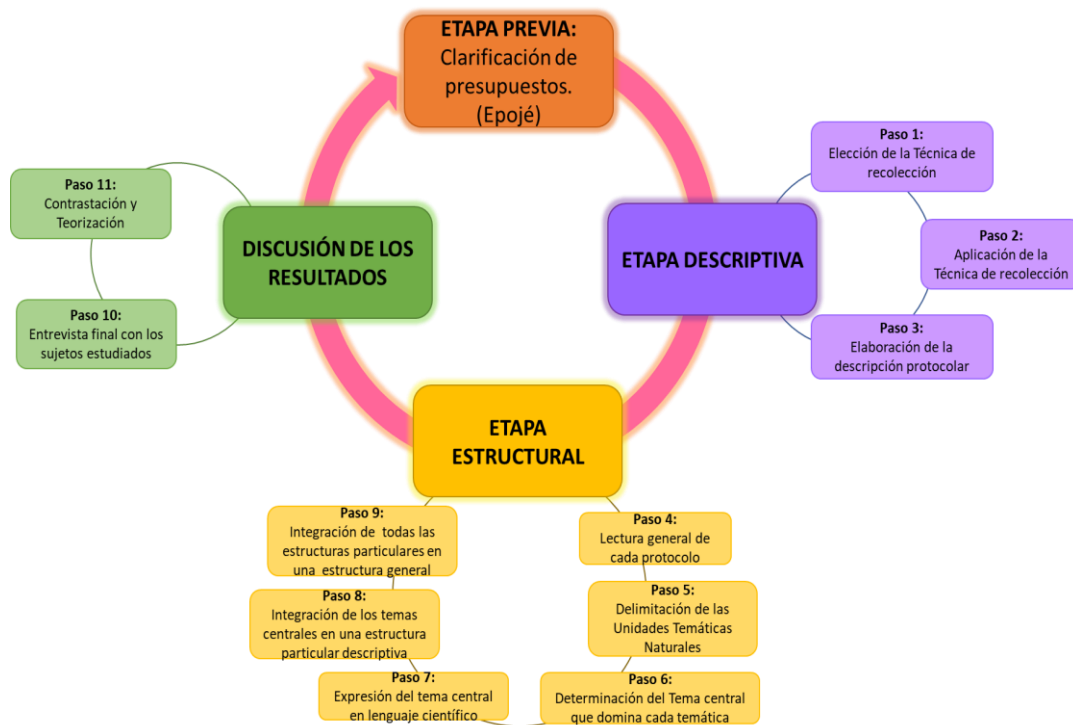 ETAPA PREVIA:
Clarificación de
presupuestos.
(Epojé)
Paso 1:
Elección de la Técnica de
recolección
Paso 2:
Aplicación de la
Técnica de recolección
Paso 3:
Elaboración de la
descripción protocolar
ETAPA DESCRIPTIVA
Paso 11:
Contrastación y
Teorización
DISCUSIÓN DE LOS
RESULTADOS
Paso 10:
Entrevista final con los
sujetos estudiados
ETAPA
ESTRUCTURAL
Paso 4:
Lectura general de
cada protocolo
Paso 5:
Delimitación de las
Unidades Temáticas
Naturales
Paso 6:
Determinación del Tema central
que domina cada temática
Paso 7:
Expresión del tema central
en lenguaje científico
Paso 8:
Integración de los temas
centrales en una estructura
particular descriptiva
Paso 9:
Integración de todas las
estructuras particulares en
una estructura general